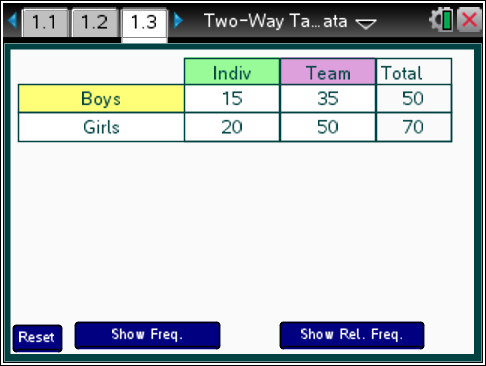 1.1 1.2 1.3 Two-Way Ta…ata
Indiv Team Total
Boys 15 35 50
Girls 20 50 70
Reset Show Freq. Show Rel. Freq.